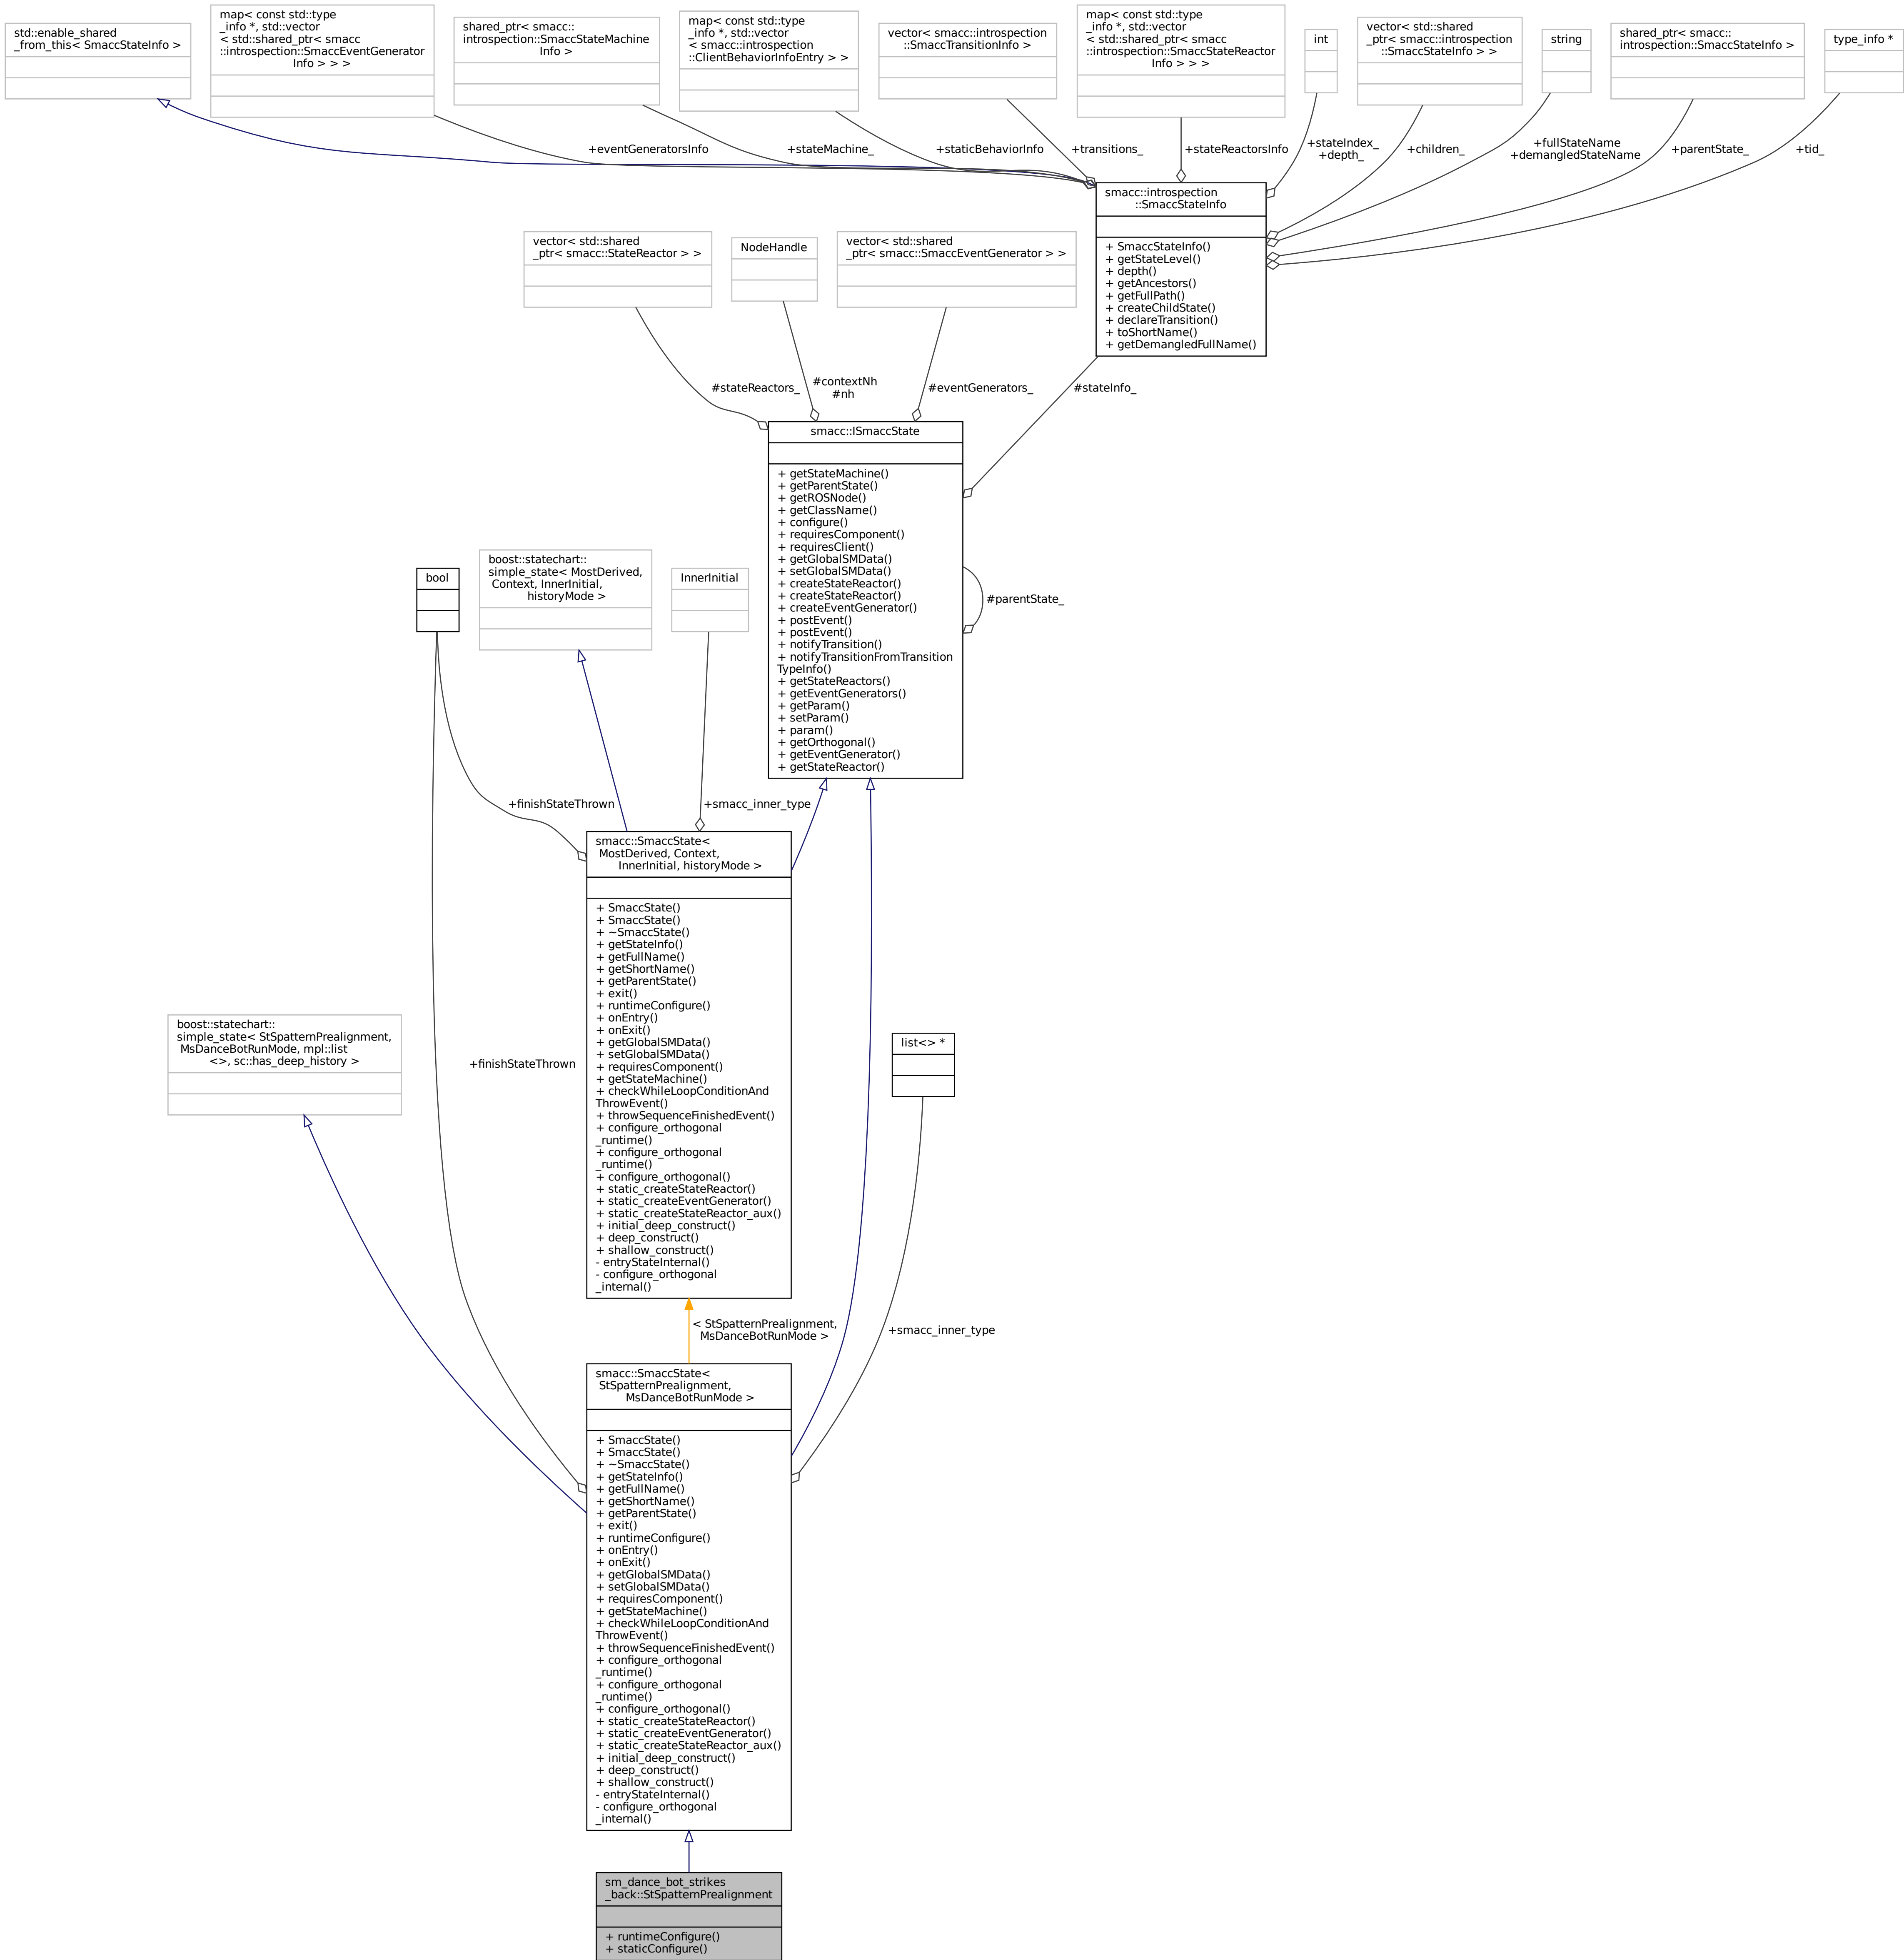 std::enable_shared
_from_this< SmaccStateInfo >
map< const std::type
_info *, std::vector
< std::shared_ptr< smacc
::introspection::SmaccEventGenerator
Info > > >
shared_ptr< smacc::
introspection::SmaccStateMachine
Info >
map< const std::type
_info *, std::vector
< smacc::introspection
::ClientBehaviorInfoEntry > >
vector< smacc::introspection
::SmaccTransitionInfo >
map< const std::type
_info *, std::vector
< std::shared_ptr< smacc
::introspection::SmaccStateReactor
Info > > >
int
vector< std::shared
_ptr< smacc::introspection
::SmaccStateInfo > >
string
shared_ptr< smacc::
introspection::SmaccStateInfo >
type_info *
+eventGeneratorsInfo
+stateMachine_
+staticBehaviorInfo
+transitions_
+stateReactorsInfo
+stateIndex_
+depth_
+children_
+fullStateName
+demangledStateName
+parentState_
+tid_
smacc::introspection
::SmaccStateInfo
+ SmaccStateInfo()
+ getStateLevel()
+ depth()
+ getAncestors()
+ getFullPath()
+ createChildState()
+ declareTransition()
+ toShortName()
+ getDemangledFullName()
vector< std::shared
_ptr< smacc::StateReactor > >
NodeHandle
vector< std::shared
_ptr< smacc::SmaccEventGenerator > >
#stateReactors_
#contextNh
#nh
#eventGenerators_
#stateInfo_
smacc::ISmaccState
+ getStateMachine()
+ getParentState()
+ getROSNode()
+ getClassName()
+ configure()
+ requiresComponent()
+ requiresClient()
+ getGlobalSMData()
+ setGlobalSMData()
+ createStateReactor()
+ createStateReactor()
+ createEventGenerator()
+ postEvent()
+ postEvent()
+ notifyTransition()
+ notifyTransitionFromTransition
TypeInfo()
+ getStateReactors()
+ getEventGenerators()
+ getParam()
+ setParam()
+ param()
+ getOrthogonal()
+ getEventGenerator()
+ getStateReactor()
#parentState_
bool
boost::statechart::
simple_state< MostDerived,
Context, InnerInitial,
historyMode >
InnerInitial
+finishStateThrown
+smacc_inner_type
smacc::SmaccState<
MostDerived, Context,
InnerInitial, historyMode >
+ SmaccState()
+ SmaccState()
+ ~SmaccState()
+ getStateInfo()
+ getFullName()
+ getShortName()
+ getParentState()
+ exit()
+ runtimeConfigure()
+ onEntry()
+ onExit()
+ getGlobalSMData()
+ setGlobalSMData()
+ requiresComponent()
+ getStateMachine()
+ checkWhileLoopConditionAnd
ThrowEvent()
+ throwSequenceFinishedEvent()
+ configure_orthogonal
_runtime()
+ configure_orthogonal
_runtime()
+ configure_orthogonal()
+ static_createStateReactor()
+ static_createEventGenerator()
+ static_createStateReactor_aux()
+ initial_deep_construct()
+ deep_construct()
+ shallow_construct()
- entryStateInternal()
- configure_orthogonal
_internal()
boost::statechart::
simple_state< StSpatternPrealignment,
MsDanceBotRunMode, mpl::list
<>, sc::has_deep_history >
+finishStateThrown
list<> *
< StSpatternPrealignment,
MsDanceBotRunMode >
+smacc_inner_type
smacc::SmaccState<
StSpatternPrealignment,
MsDanceBotRunMode >
+ SmaccState()
+ SmaccState()
+ ~SmaccState()
+ getStateInfo()
+ getFullName()
+ getShortName()
+ getParentState()
+ exit()
+ runtimeConfigure()
+ onEntry()
+ onExit()
+ getGlobalSMData()
+ setGlobalSMData()
+ requiresComponent()
+ getStateMachine()
+ checkWhileLoopConditionAnd
ThrowEvent()
+ throwSequenceFinishedEvent()
+ configure_orthogonal
_runtime()
+ configure_orthogonal
_runtime()
+ configure_orthogonal()
+ static_createStateReactor()
+ static_createEventGenerator()
+ static_createStateReactor_aux()
+ initial_deep_construct()
+ deep_construct()
+ shallow_construct()
- entryStateInternal()
- configure_orthogonal
_internal()
sm_dance_bot_strikes
_back::StSpatternPrealignment
+ runtimeConfigure()
+ staticConfigure()